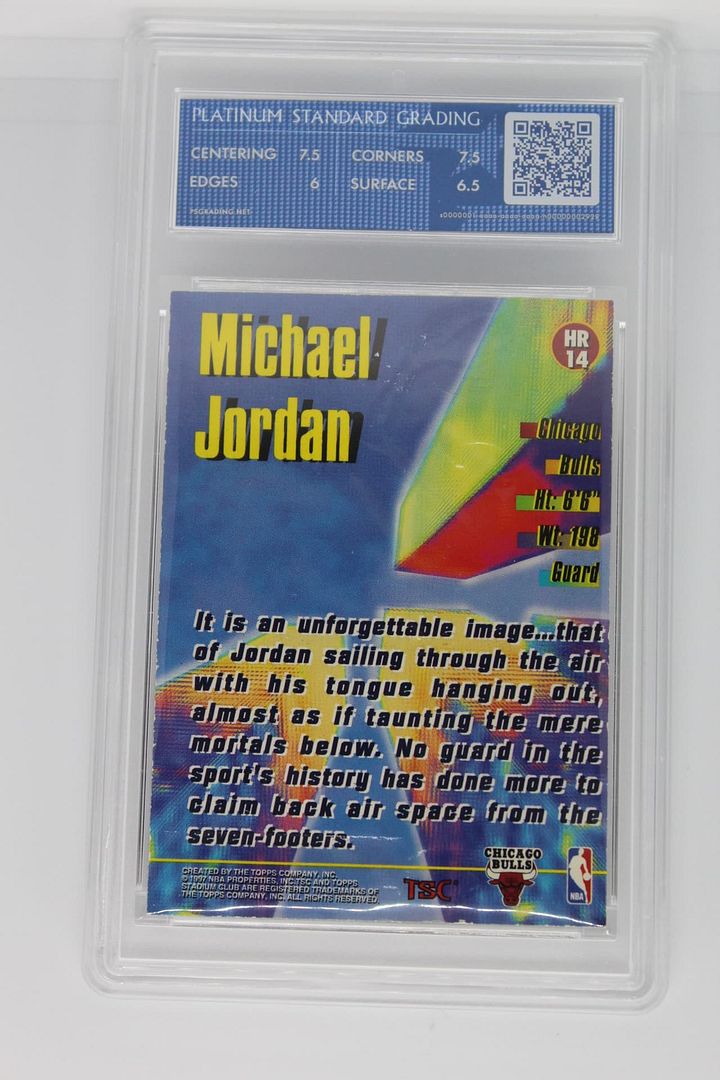 PLATINUM STANDARD GRADING
CENTERING 7.5 CORNERS 7.5
EDGES 6 SURFACE 6.5
PSGRADING.NET
Michael
Jordan
HR
14
Chicago
Bulls
Ht: 6'6"
Wt: 198
Guard
It is an unforgettable image...that
of Jordan sailing through the air
with his tongue hanging out,
almost as if taunting the mere
mortals below. No guard in the
sport's history has done more to
claim back air space from the
seven-footers.
CREATED BY THE TOPPS COMPANY, INC.
© 1997 NBA PROPERTIES, INC. TSC AND TOPPS
STADIUM CLUB ARE REGISTERED TRADEMARKS OF
THE TOPPS COMPANY, INC. ALL RIGHTS RESERVED.
TSC®
CHICAGO
BULLS
NBA